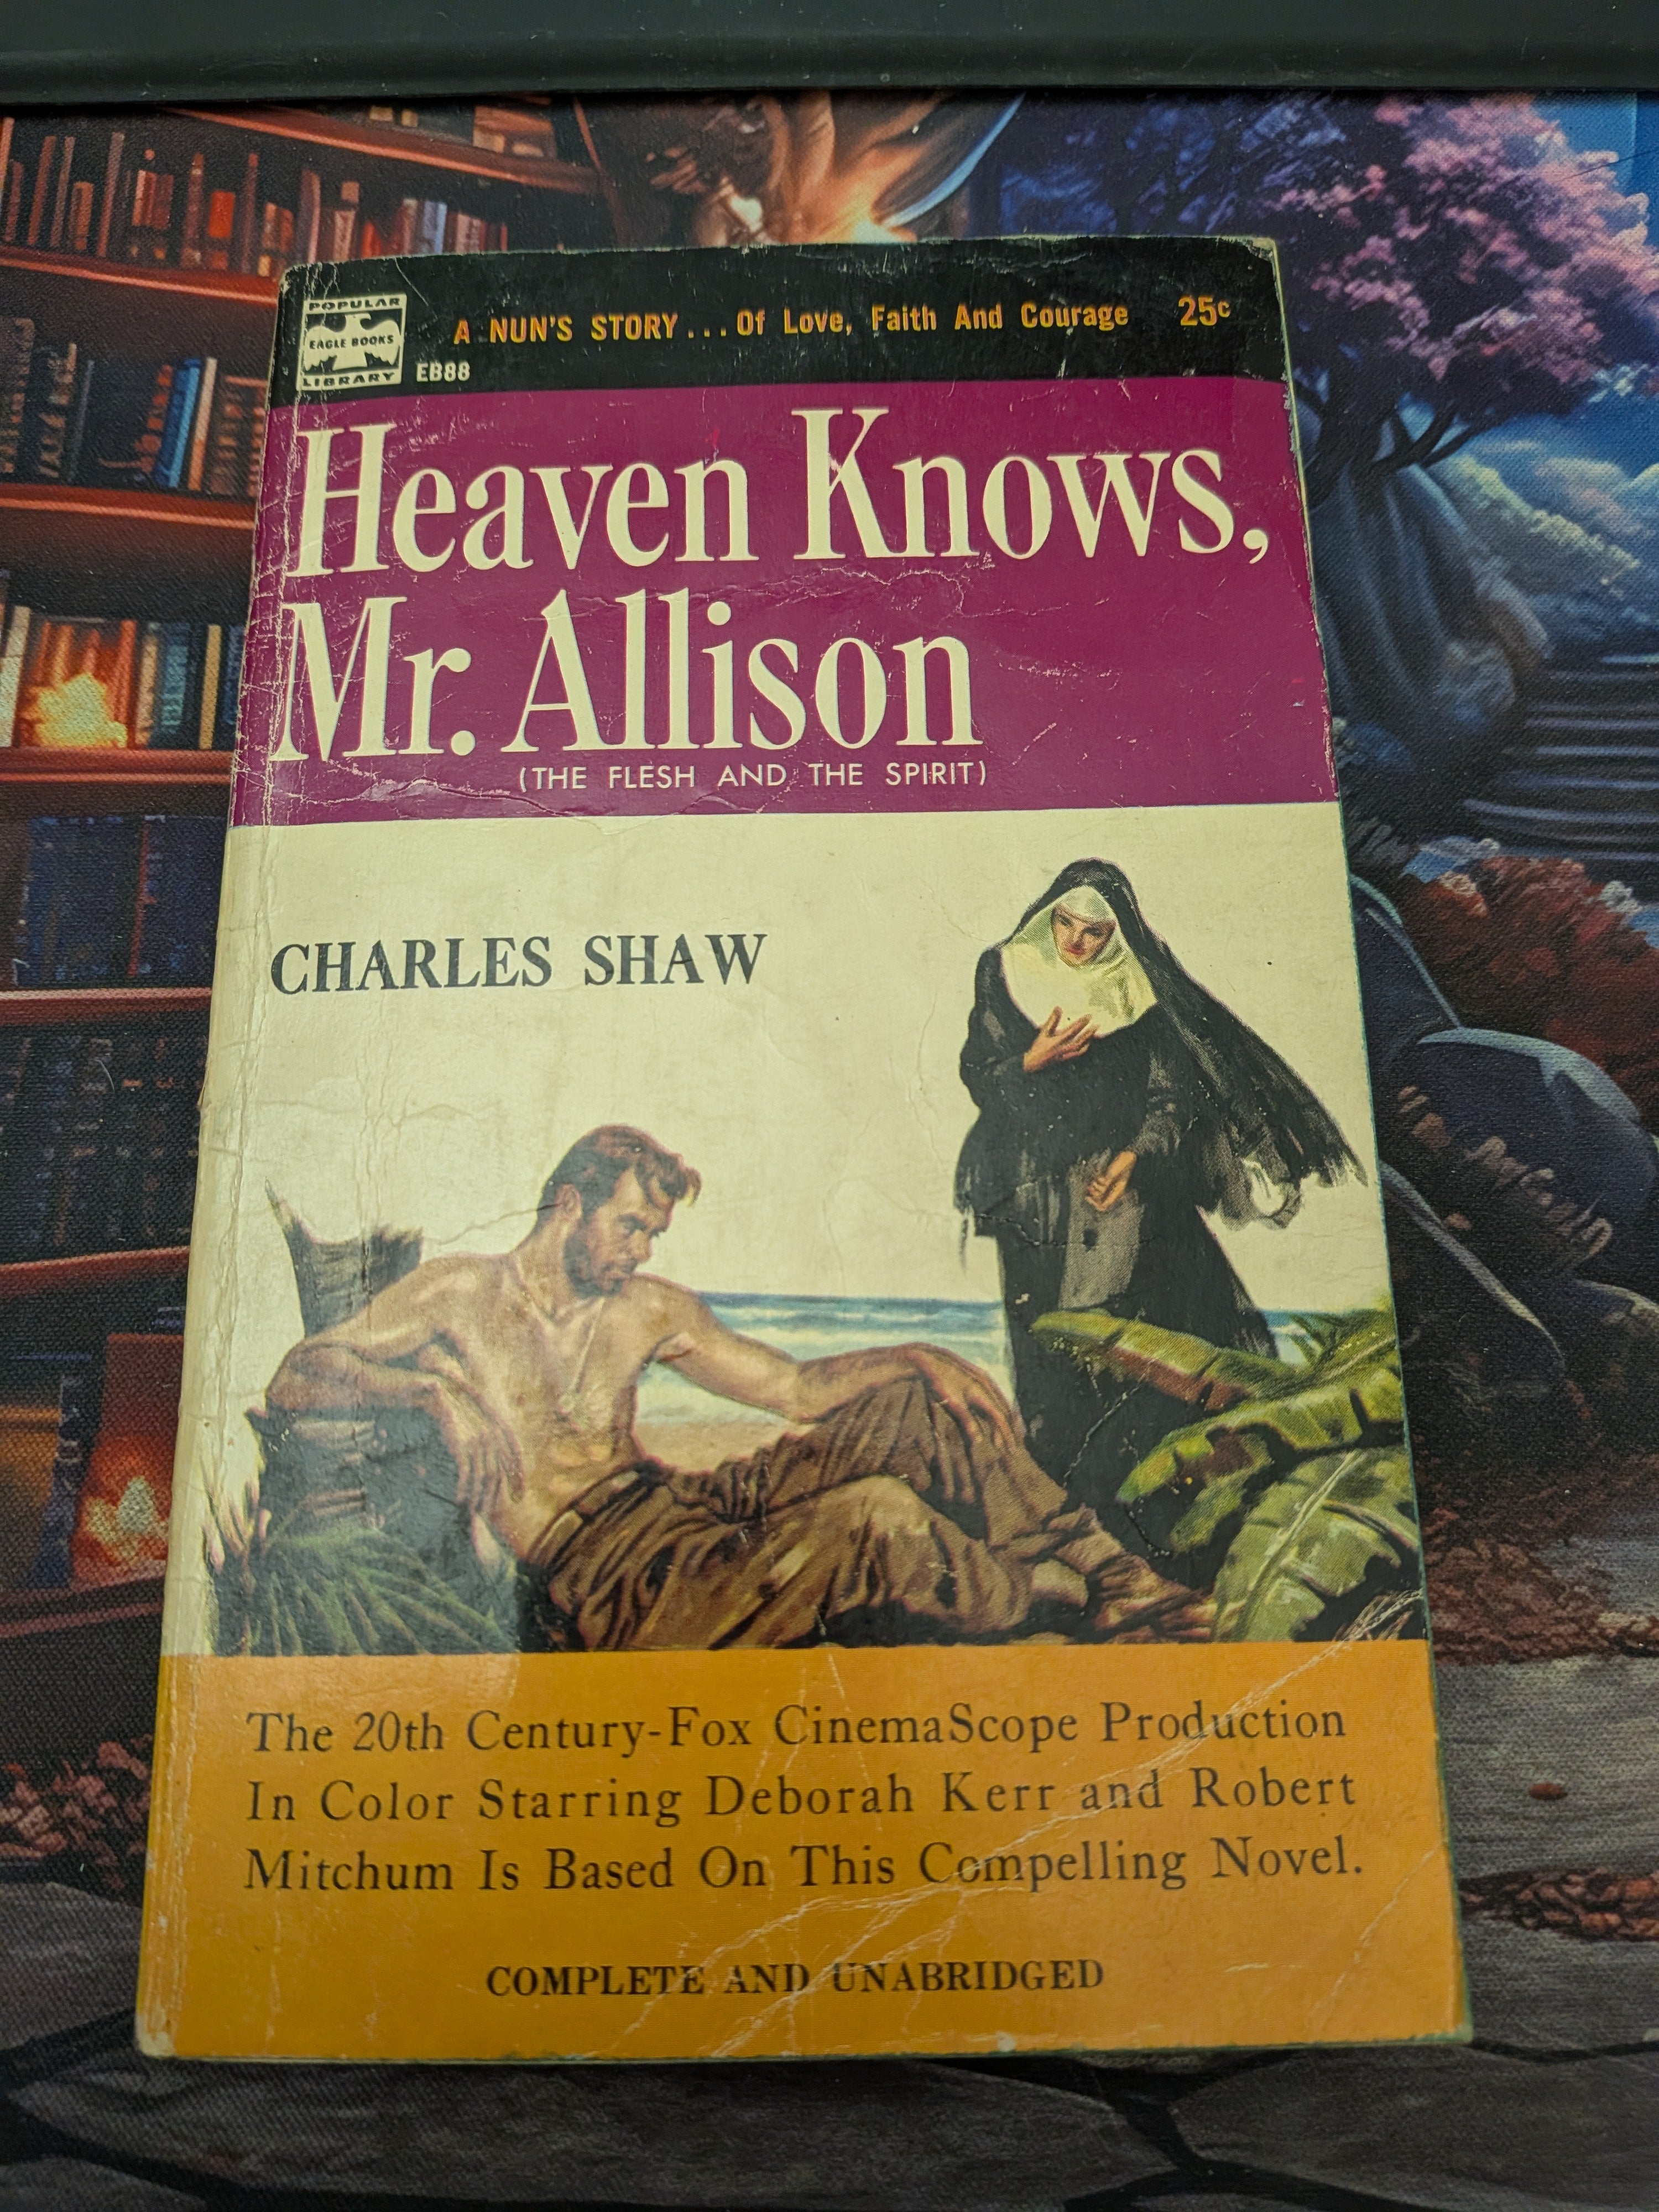 POPULAR
EAGLE BOOKS
LIBRARY
EB88
A NUN'S STORY... Of Love, Faith And Courage 25c
Heaven Knows,
Mr. Allison
(THE FLESH AND THE SPIRIT)
CHARLES SHAW
The 20th Century-Fox CinemaScope Production
In Color Starring Deborah Kerr and Robert
Mitchum Is Based On This Compelling Novel.
COMPLETE AND UNABRIDGED